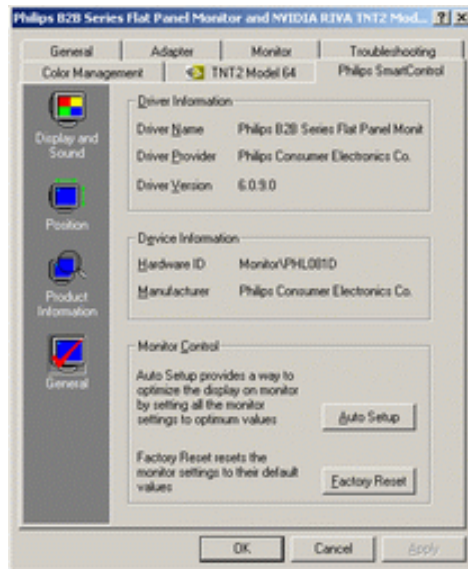 Philips B2B Series Flat Panel Monitor and NVIDIA RIVA TNT2 Mod...
General Adapter Monitor Troubleshooting
Color Management TNT2 Model 64 Philips SmartControl
Display and
Sound
Position
Product
Information
General
Driver Information
Driver Name Philips B2B Series Flat Panel Monit
Driver Provider Philips Consumer Electronics Co.
Driver Version 6.0.9.0
Device Information
Hardware ID Monitor\PHL081D
Manufacturer Philips Consumer Electronics Co.
Monitor Control
Auto Setup provides a way to
optimize the display on monitor
by setting all the monitor
settings to optimum values
Auto Setup
Factory Reset resets the
monitor settings to their default
values
Factory Reset
OK Cancel Apply